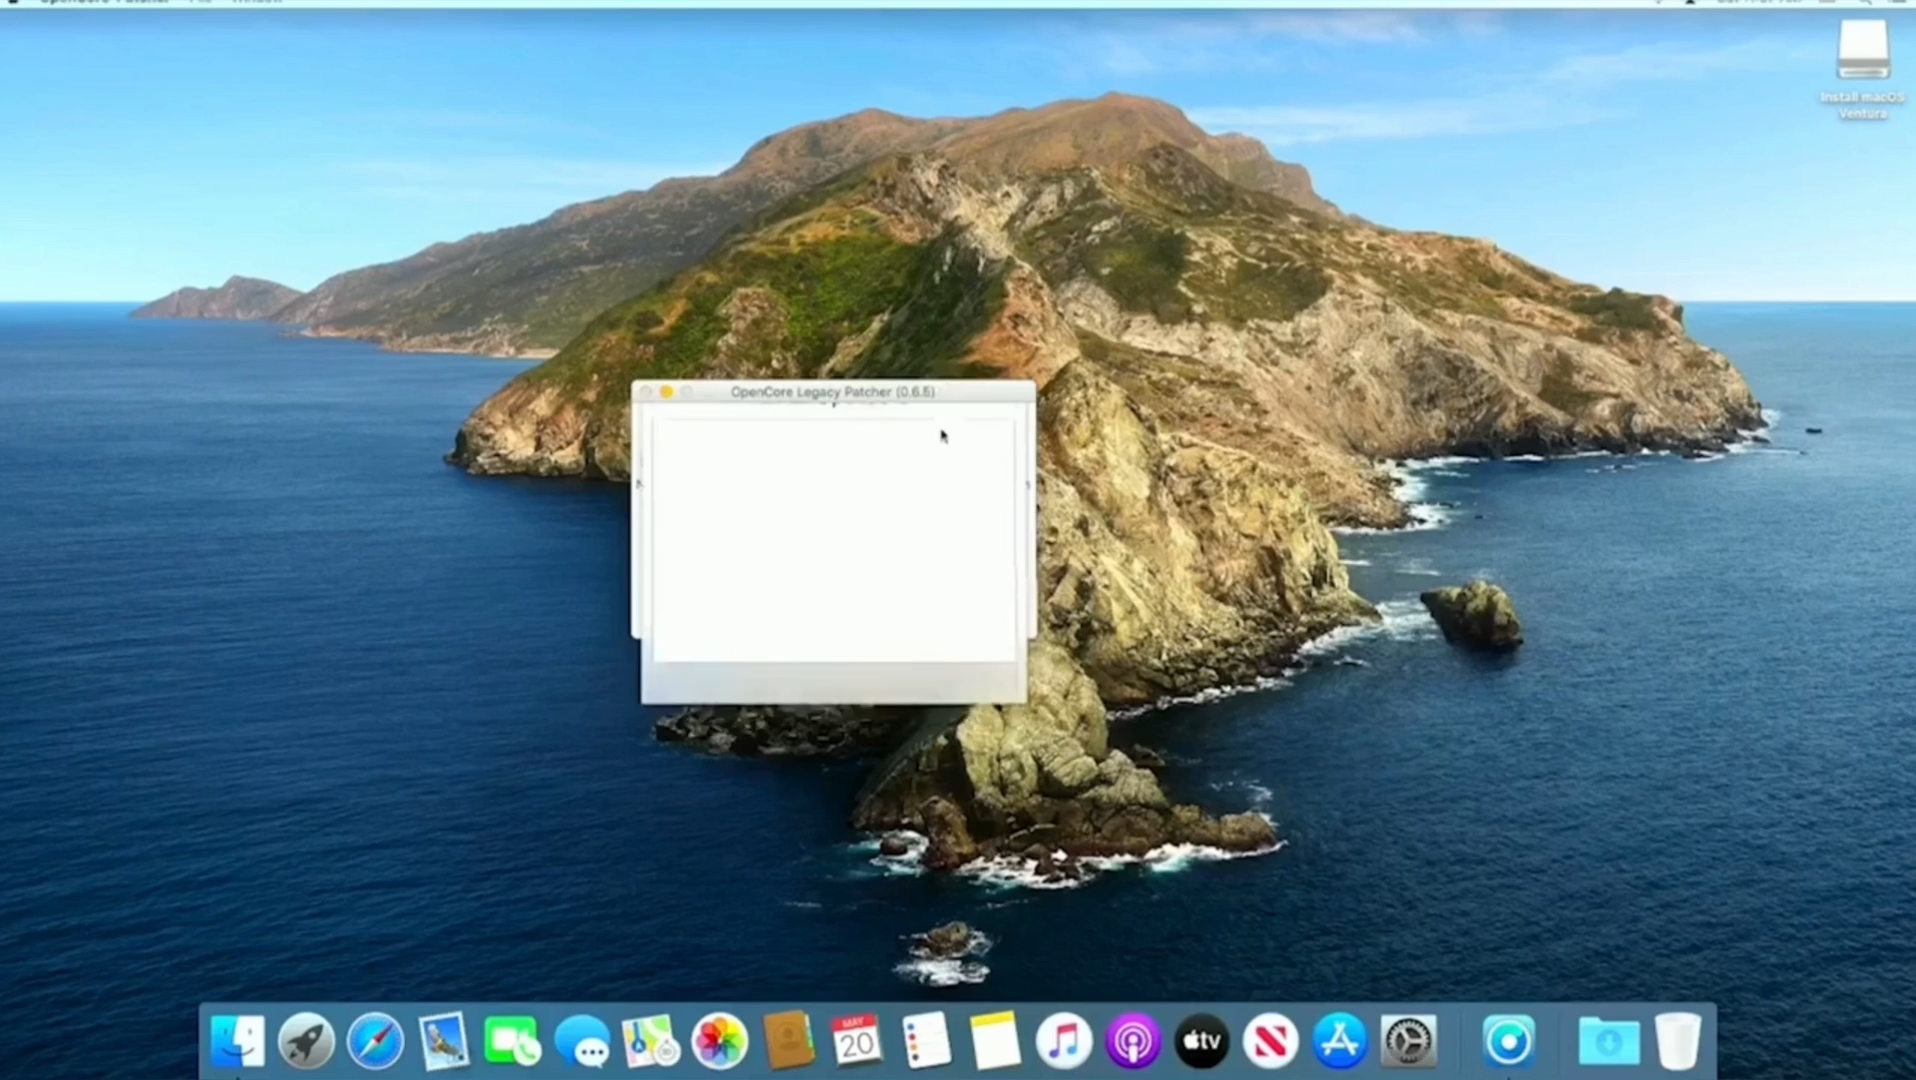 Install macOS
Ventura
OpenCore Legacy Patcher (0.6.5)
MAY
20
tv